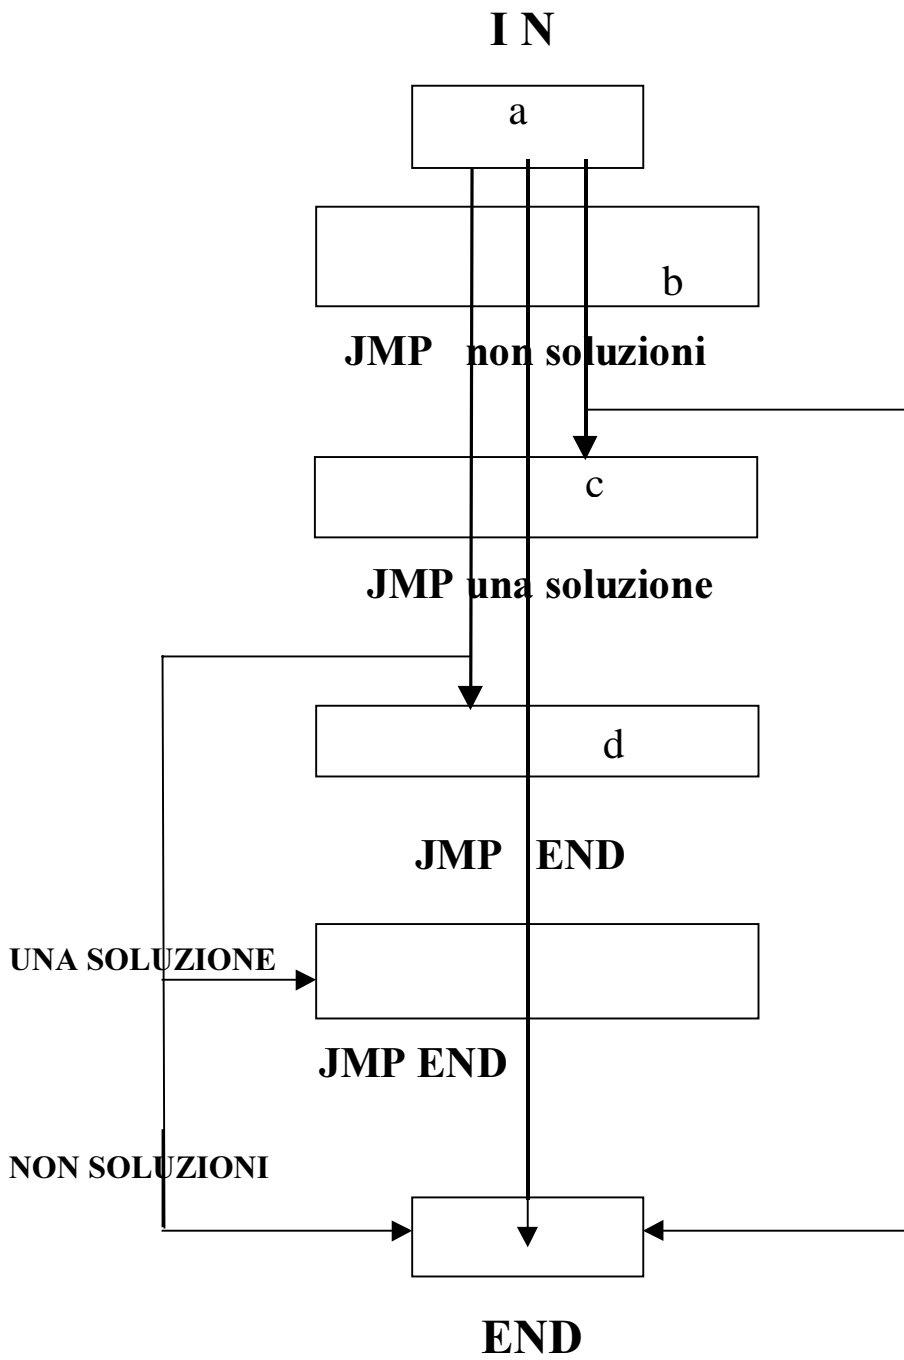 I N
a
b
JMP non soluzioni
c
JMP una soluzione
d
JMP END
UNA SOLUZIONE
JMP END
NON SOLUZIONI
END